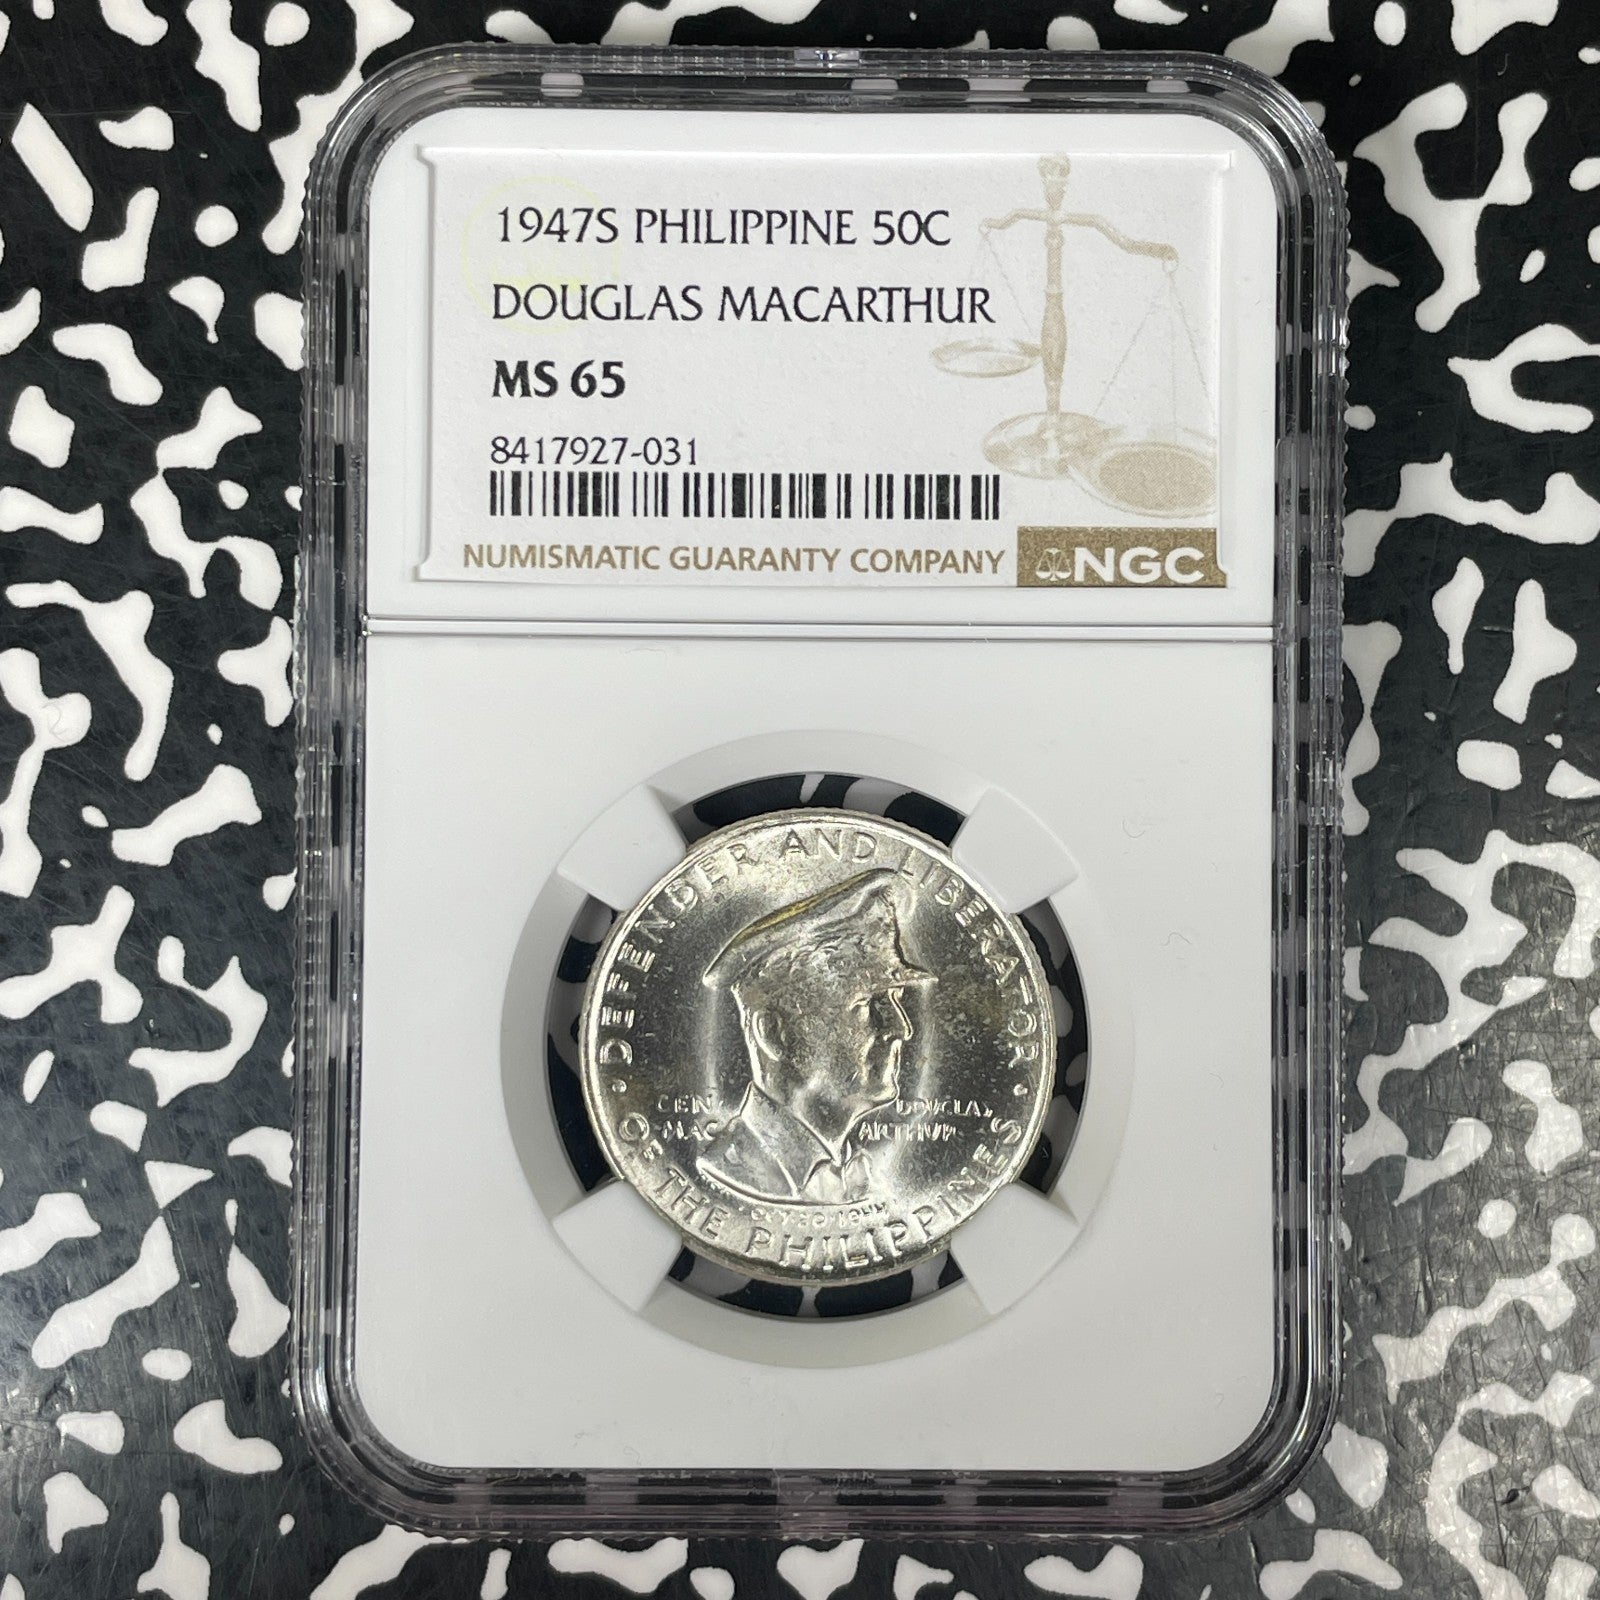 1947S PHILIPPINE 50C
DOUGLAS MACARTHUR
MS 65
8417927-031
NUMISMATIC GUARANTY COMPANY NGC
DEFENDER AND LIBERATOR
GEN DOUGLAS
MAC ARTHUR
OF THE PHILIPPINES